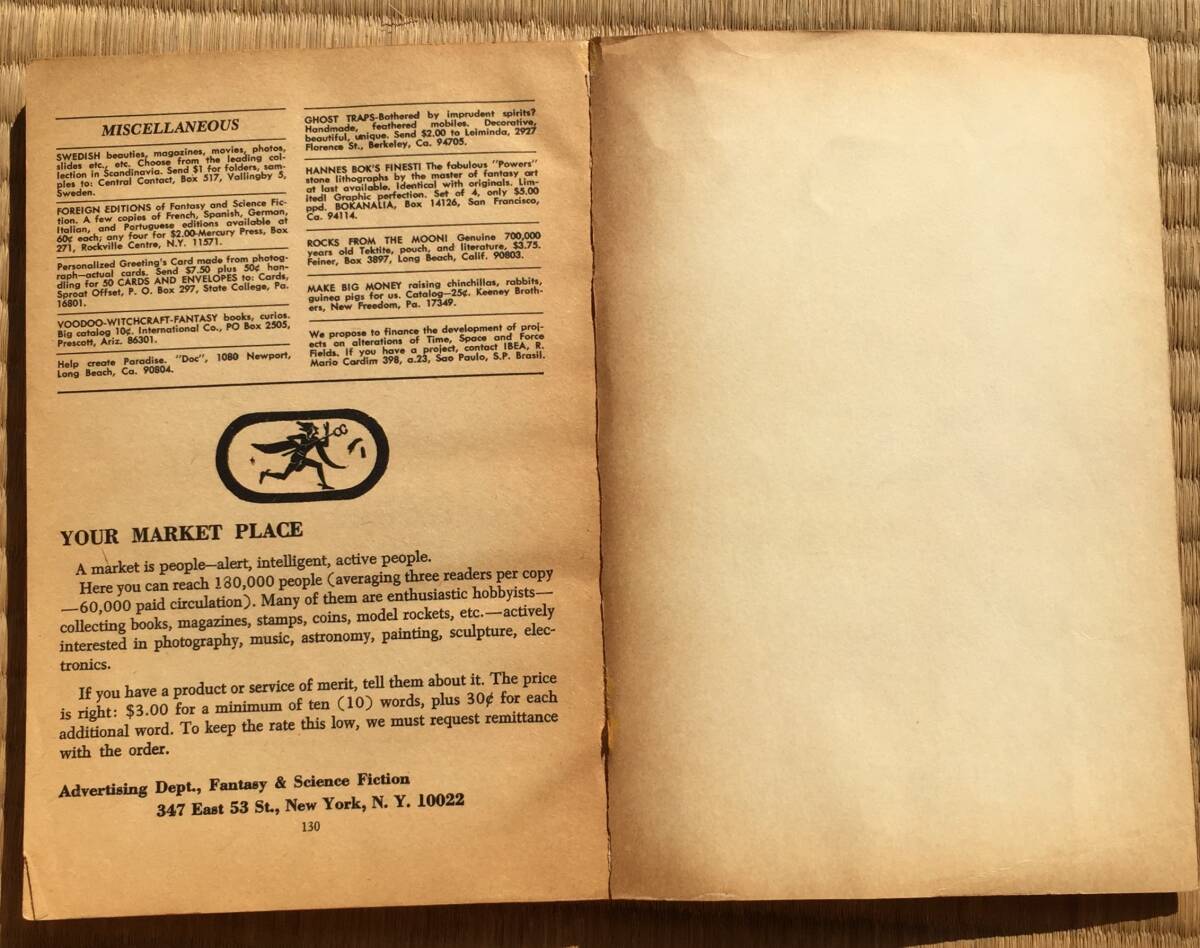 MISCELLANEOUS
SWEDISH beauties, magazines, movies, photos,
slides etc., etc. Choose from the leading col-
lection in Scandinavia. Send $1 for folders, sam-
ples to: Central Contact, Box 517, Vallingby 5,
Sweden.
FOREIGN EDITIONS of Fantasy and Science Fic-
tion. A few copies of French, Spanish, German,
Italian, and Portuguese editions available at
60¢ each; any four for $2.00-Mercury Press, Box
271, Rockville Centre, N.Y. 11571.
Personalized Greeting's Card made from photog-
raph—actual cards. Send $7.50 plus 50¢ han-
dling for 50 CARDS AND ENVELOPES to: Cards,
Sproat Offset, P. O. Box 297, State College, Pa.
16801.
VOODOO-WITCHCRAFT-FANTASY books, curios.
Big catalog 10¢. International Co., PO Box 2505,
Prescott, Ariz. 86301.
Help create Paradise. "Doc", 1080 Newport,
Long Beach, Ca. 90804.
GHOST TRAPS-Bothered by imprudent spirits?
Handmade, feathered mobiles. Decorative,
beautiful, unique. Send $2.00 to Leiminda, 2927
Florence St., Berkeley, Ca. 94705.
HANNES BOK'S FINEST! The fabulous "Powers"
stone lithographs by the master of fantasy art
at last available. Identical with originals. Lim-
ited! Graphic perfection. Set of 4, only $5.00
ppd. BOKANALIA, Box 14126, San Francisco,
Ca. 94114.
ROCKS FROM THE MOON! Genuine 700,000
years old Tektite, pouch, and literature, $3.75.
Feiner, Box 3897, Long Beach, Calif. 90803.
MAKE BIG MONEY raising chinchillas, rabbits,
guinea pigs for us. Catalog—25¢. Keeney Broth-
ers, New Freedom, Pa. 17349.
We propose to finance the development of proj-
ects on alterations of Time, Space and Force
Fields. If you have a project, contact IBEA, R.
Mario Cardim 398, a.23, Sao Paulo, S.P. Brasil.
YOUR MARKET PLACE
A market is people—alert, intelligent, active people.
Here you can reach 180,000 people (averaging three readers per copy
—60,000 paid circulation). Many of them are enthusiastic hobbyists—
collecting books, magazines, stamps, coins, model rockets, etc.—actively
interested in photography, music, astronomy, painting, sculpture, elec-
tronics.
If you have a product or service of merit, tell them about it. The price
is right: $3.00 for a minimum of ten (10) words, plus 30¢ for each
additional word. To keep the rate this low, we must request remittance
with the order.
Advertising Dept., Fantasy & Science Fiction
347 East 53 St., New York, N. Y. 10022
130